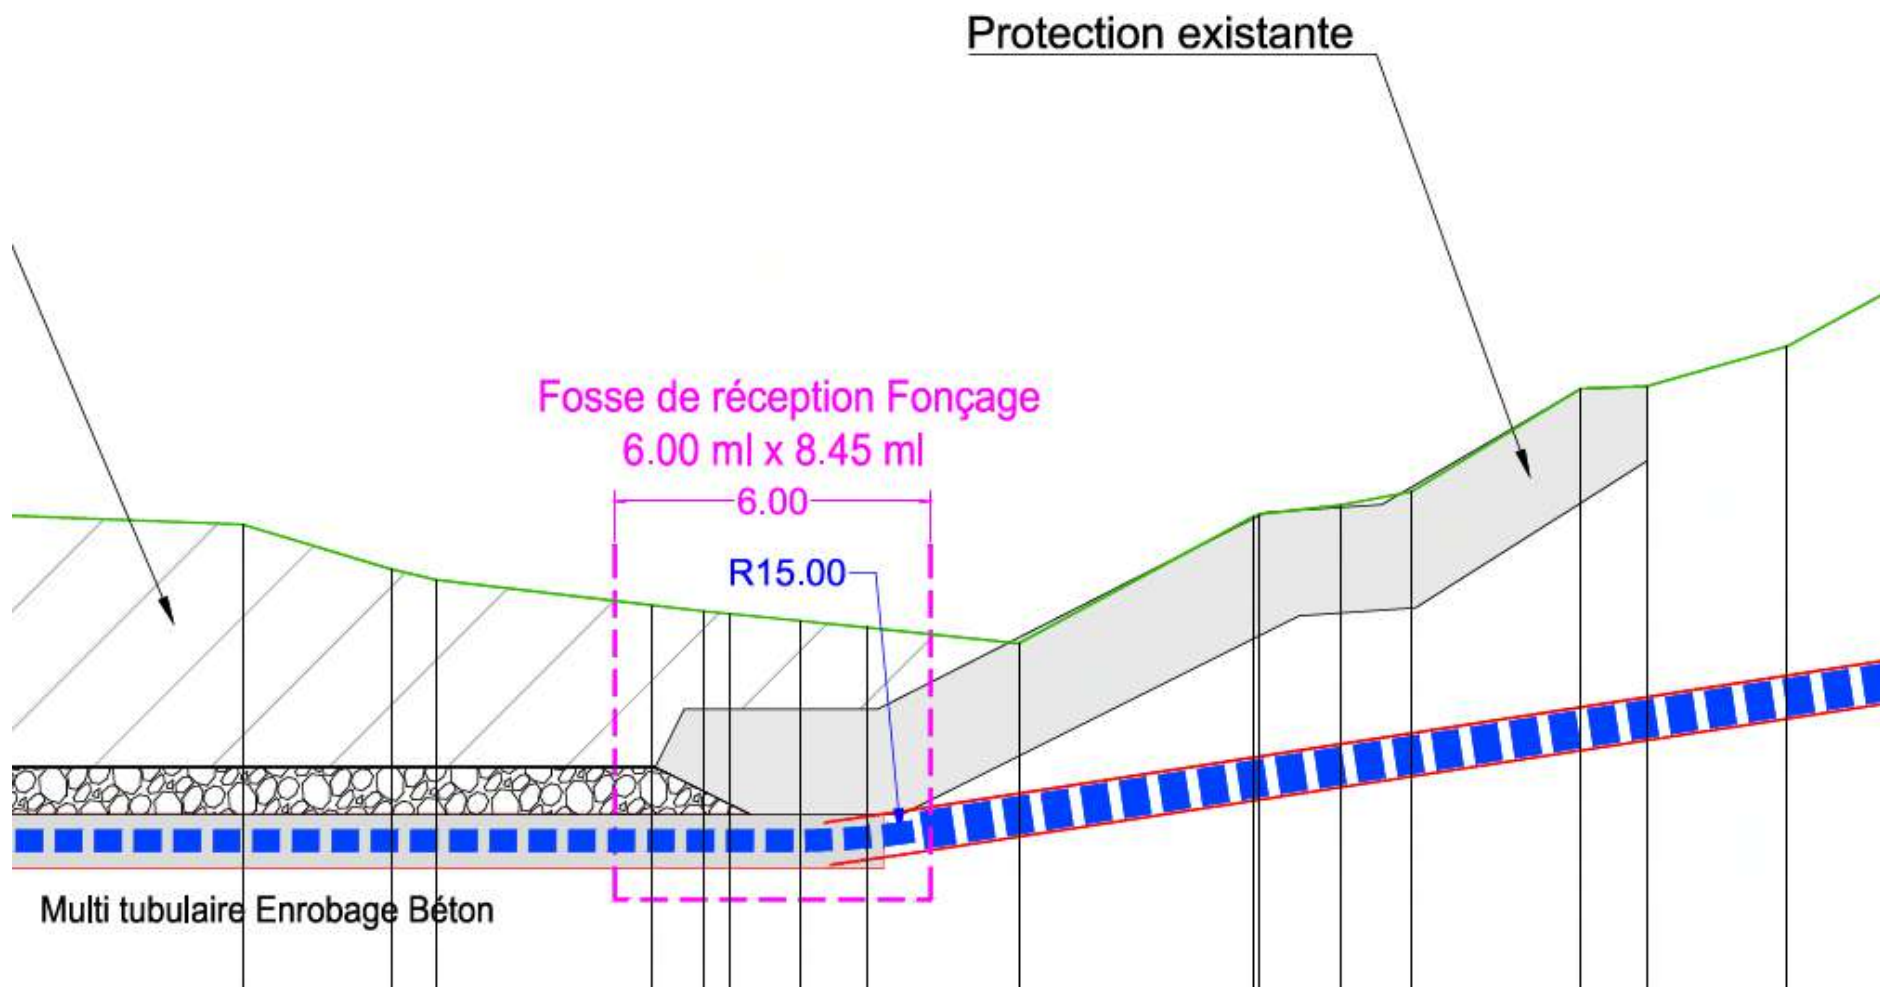 Protection existante
Fosse de réception Fonçage
6.00 ml x 8.45 ml
6.00
R15.00
Multi tubulaire Enrobage Béton